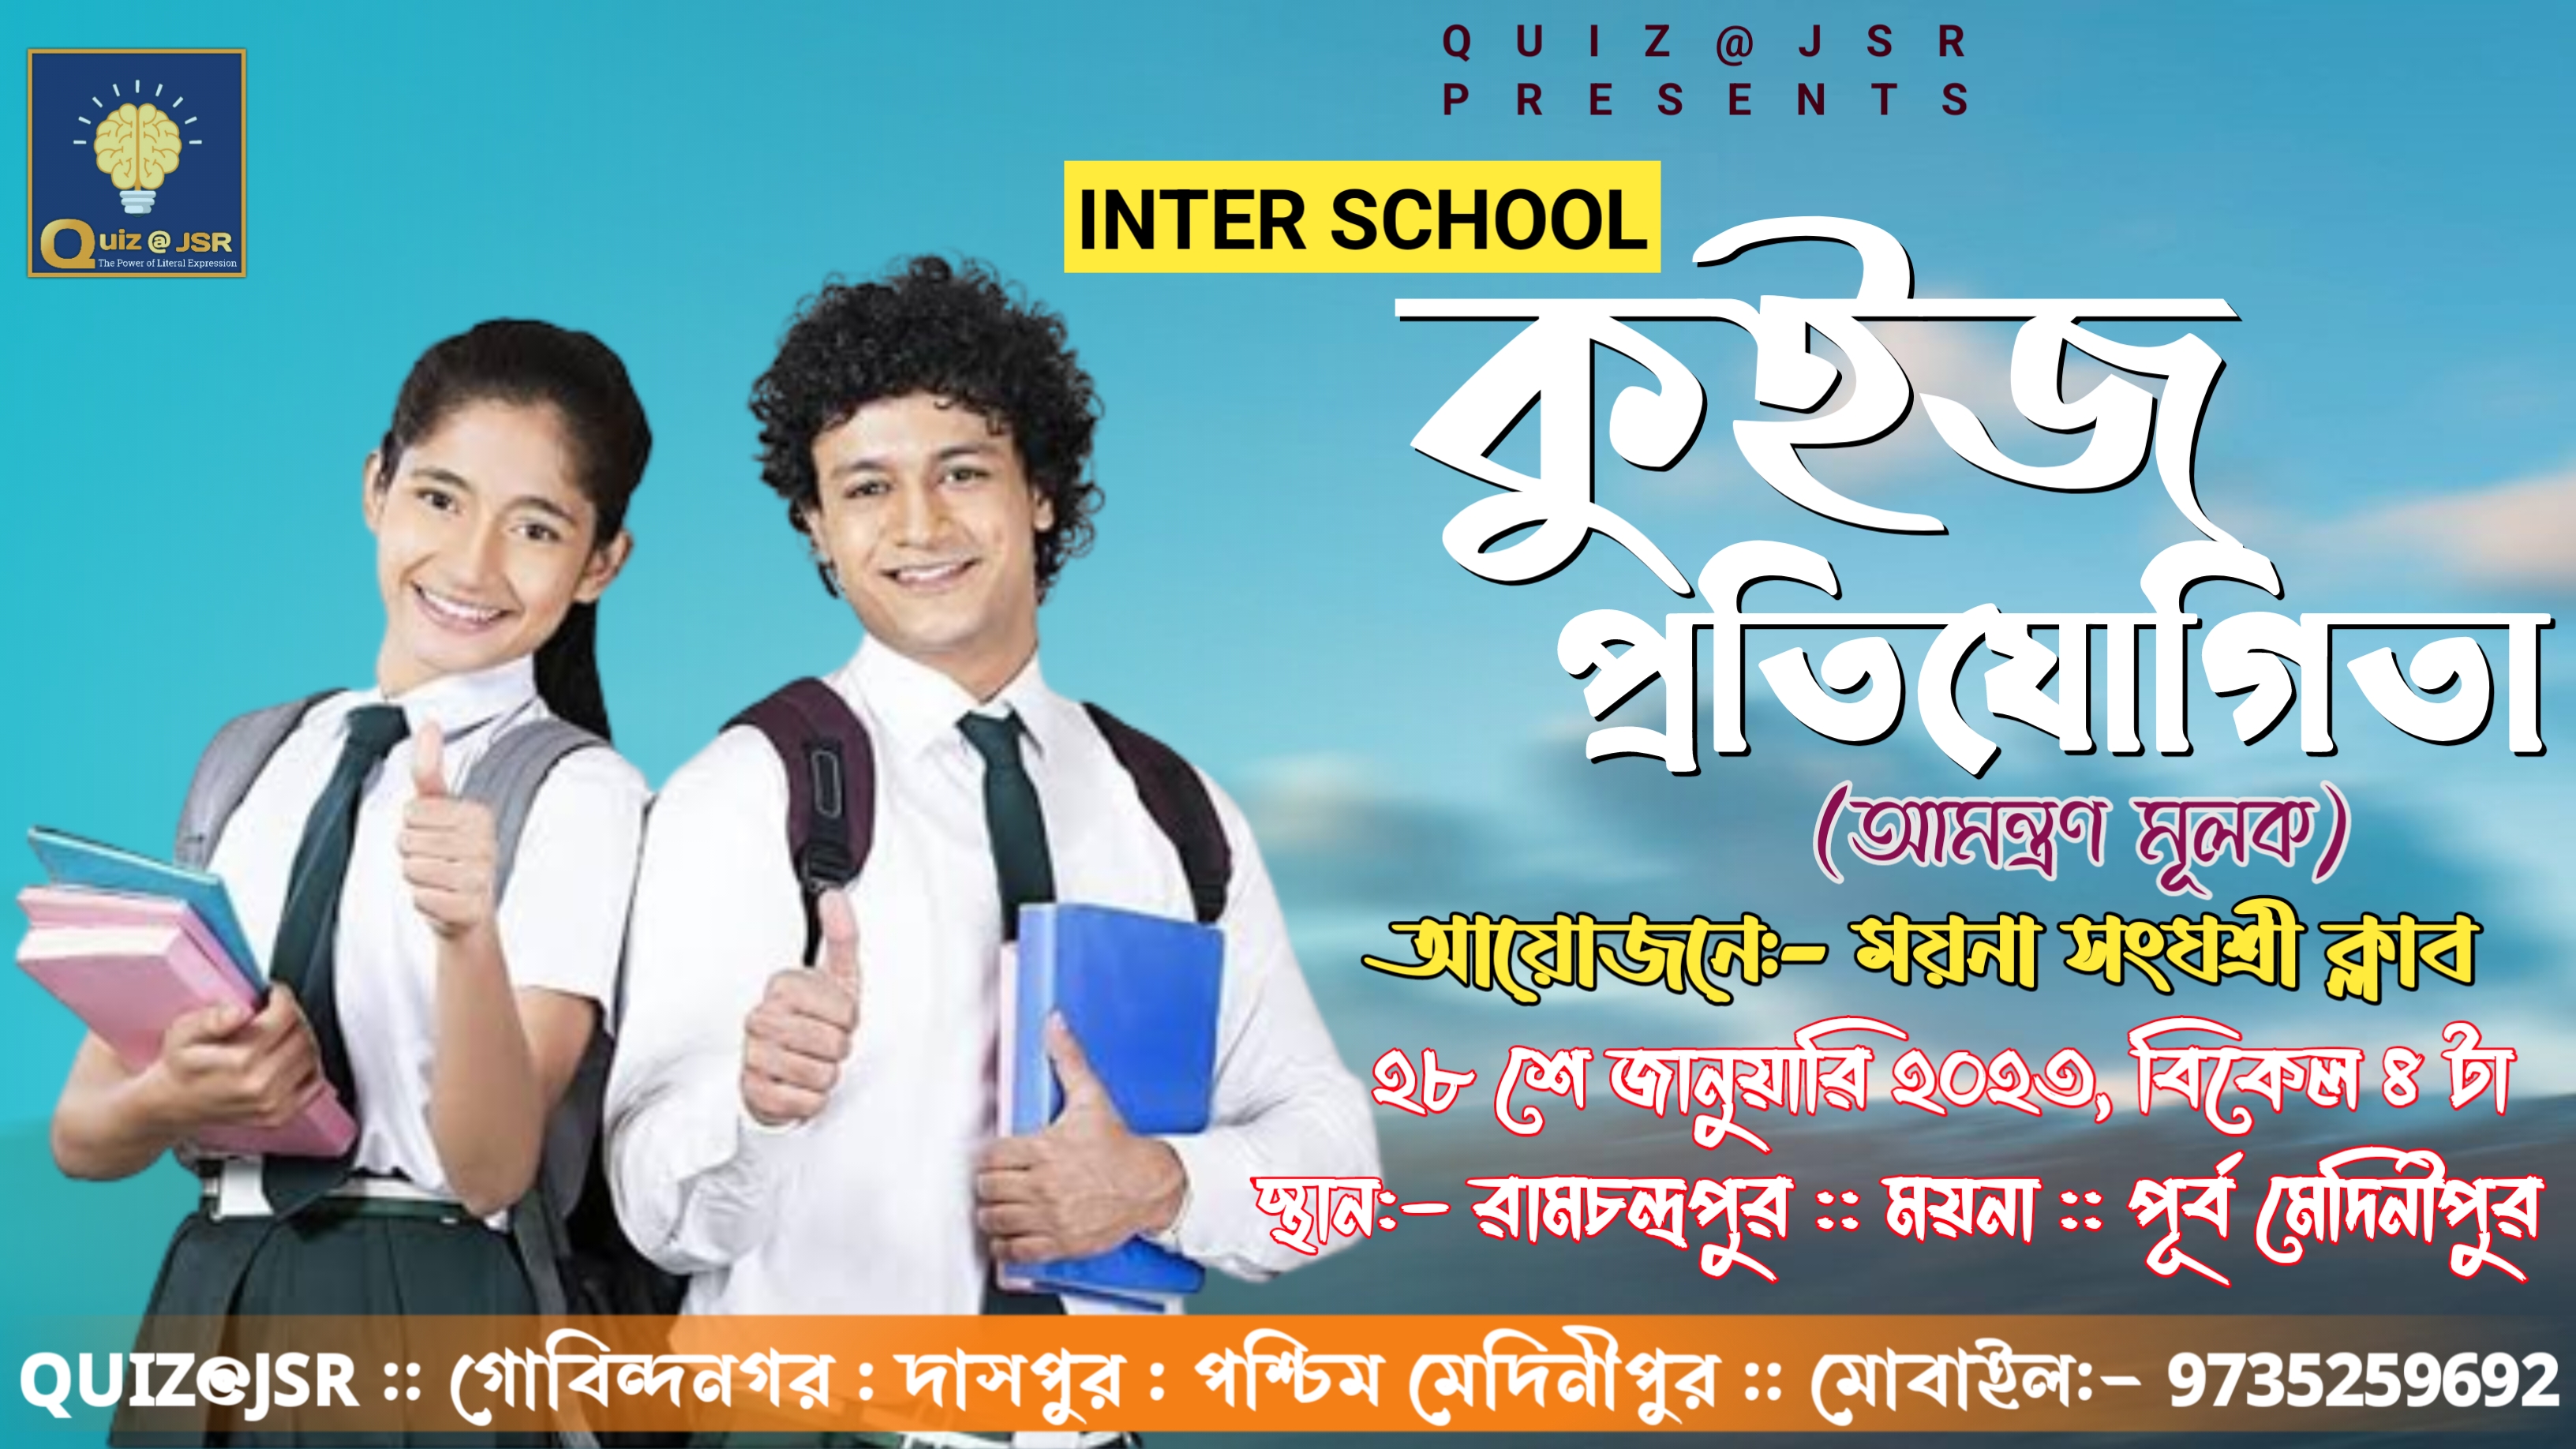 Quiz @ JSR
The Power of Literal Expression
QUIZ@JSR
PRESENTS
INTER SCHOOL
কুইজ
প্রতিযোগিতা
(আমন্ত্রণ মূলক)
আয়োজনেঃ- ময়না সংঘশ্রী ক্লাব
২৮ শে জানুয়ারি ২০২৩, বিকেল ৪ টা
স্থান:- রামচন্দ্রপুর :: ময়না :: পূর্ব মেদিনীপুর
QUIZ@JSR :: গোবিন্দনগর : দাসপুর : পশ্চিম মেদিনীপুর :: মোবাইল:- 9735259692